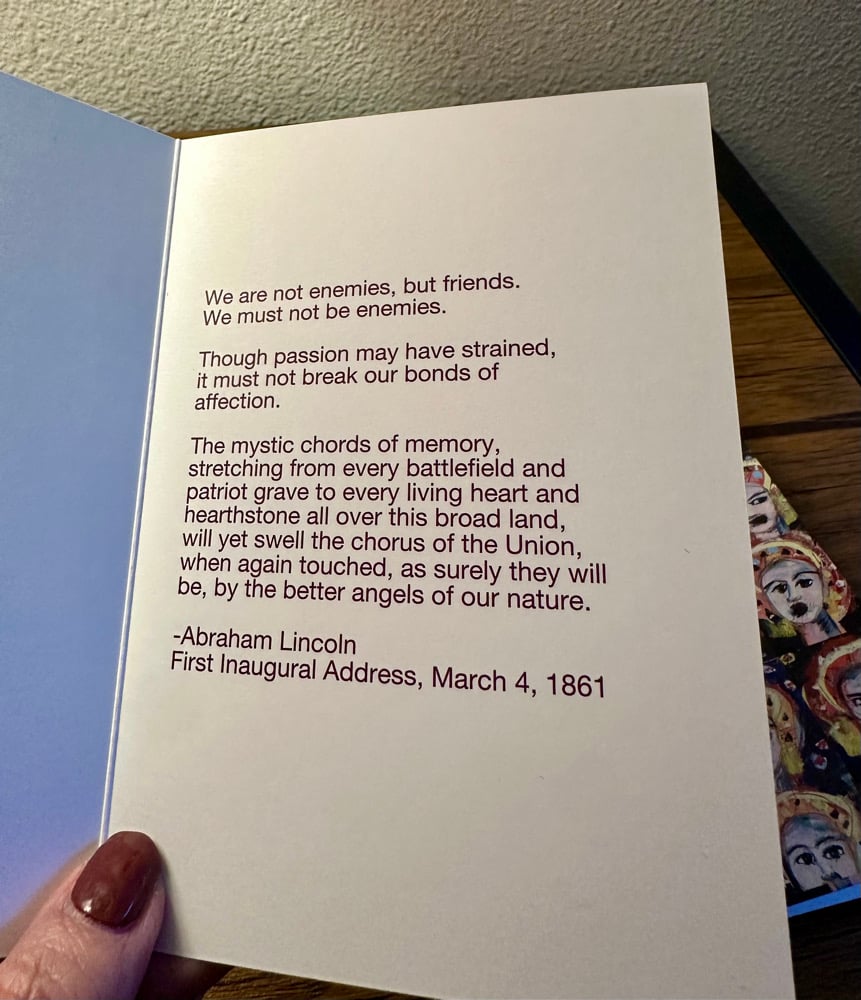 We are not enemies, but friends.
We must not be enemies.
Though passion may have strained,
it must not break our bonds of
affection.
The mystic chords of memory,
stretching from every battlefield and
patriot grave to every living heart and
hearthstone all over this broad land,
will yet swell the chorus of the Union,
when again touched, as surely they will
be, by the better angels of our nature.
-Abraham Lincoln
First Inaugural Address, March 4, 1861